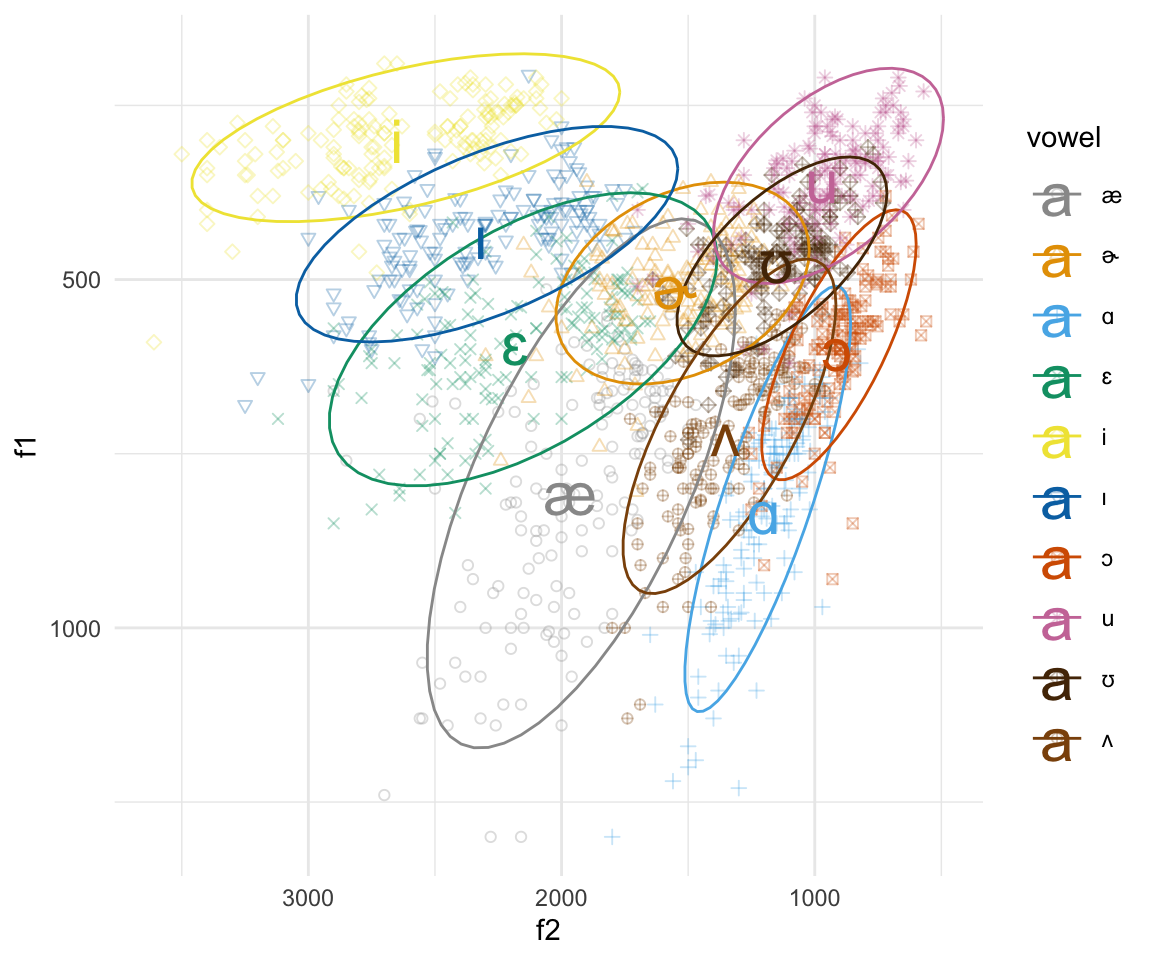 vowel
a æ
a ɚ
a ɑ
a ɛ
a i
a ɪ
a ɔ
a u
a ʊ
a ʌ
i
u
ɪ
ʊ
ɚ
ɛ
ɔ
ʌ
æ
ɑ
f1
500
1000
3000 2000 1000
f2